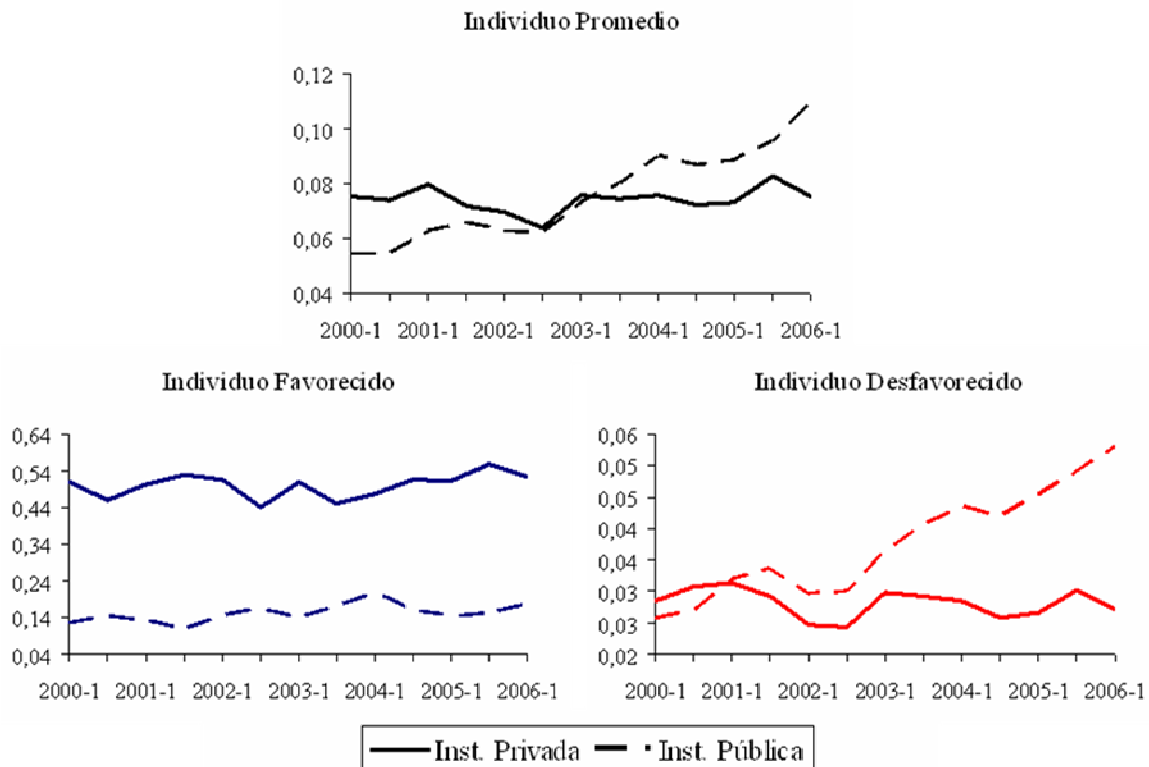 Individuo Promedio
0,12
0,10
0,08
0,06
0,04
2000-1 2001-1 2002-1 2003-1 2004-1 2005-1 2006-1
Individuo Favorecido
0,64
0,54
0,44
0,34
0,24
0,14
0,04
2000-1 2001-1 2002-1 2003-1 2004-1 2005-1 2006-1
Individuo Desfavorecido
0,06
0,05
0,05
0,04
0,04
0,03
0,03
0,02
2000-1 2001-1 2002-1 2003-1 2004-1 2005-1 2006-1
Inst. Privada Inst. Pública